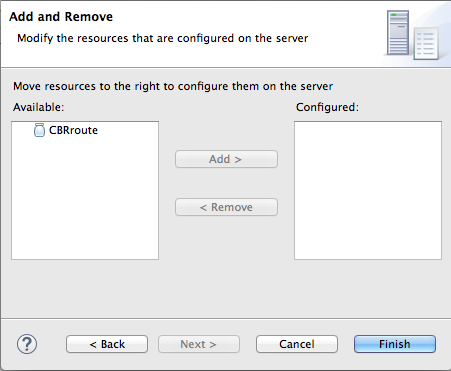 Add and Remove
Modify the resources that are configured on the server
Move resources to the right to configure them on the server
Available:
Configured:
CBRroute
Add >
< Remove
?
< Back
Next >
Cancel
Finish